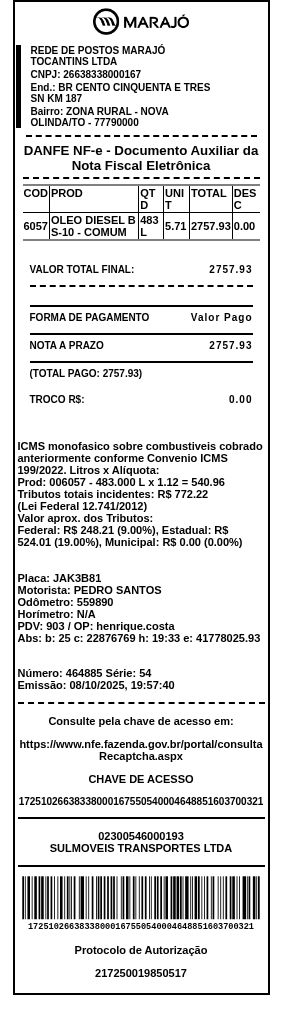 MARAJÓ
REDE DE POSTOS MARAJÓ
TOCANTINS LTDA
CNPJ: 26638338000167
End.: BR CENTO CINQUENTA E TRES
SN KM 187
Bairro: ZONA RURAL - NOVA
OLINDA/TO - 77790000
DANFE NF-e - Documento Auxiliar da
Nota Fiscal Eletrônica
COD PROD QT D UNI T TOTAL DES C
6057 OLEO DIESEL B S-10 - COMUM 483 L 5.71 2757.93 0.00
VALOR TOTAL FINAL: 2757.93
FORMA DE PAGAMENTO Valor Pago
NOTA A PRAZO 2757.93
(TOTAL PAGO: 2757.93)
TROCO R$: 0.00
ICMS monofasico sobre combustiveis cobrado
anteriormente conforme Convenio ICMS
199/2022. Litros x Alíquota:
Prod: 006057 - 483.000 L x 1.12 = 540.96
Tributos totais incidentes: R$ 772.22
(Lei Federal 12.741/2012)
Valor aprox. dos Tributos:
Federal: R$ 248.21 (9.00%), Estadual: R$
524.01 (19.00%), Municipal: R$ 0.00 (0.00%)
Placa: JAK3B81
Motorista: PEDRO SANTOS
Odômetro: 559890
Horímetro: N/A
PDV: 903 / OP: henrique.costa
Abs: b: 25 c: 22876769 h: 19:33 e: 41778025.93
Número: 464885 Série: 54
Emissão: 08/10/2025, 19:57:40
Consulte pela chave de acesso em:
https://www.nfe.fazenda.gov.br/portal/consulta
Recaptcha.aspx
CHAVE DE ACESSO
17251026638338000167550540004648851603700321
02300546000193
SULMOVEIS TRANSPORTES LTDA
17251026638338000167550540004648851603700321
Protocolo de Autorização
217250019850517